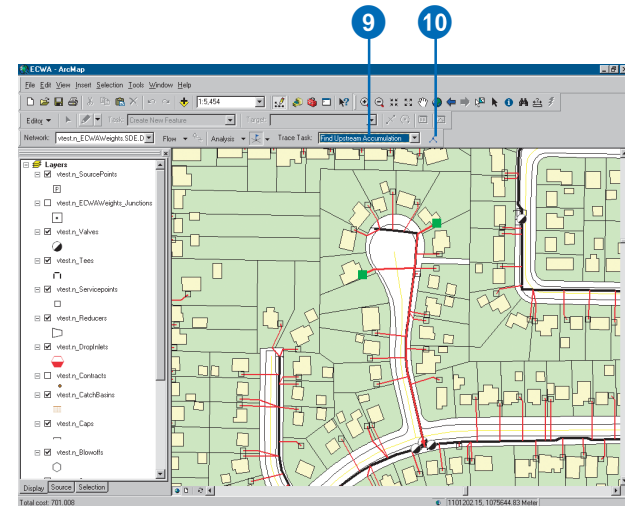 9 10
ECWA - ArcMap
File Edit View Insert Selection Tools Window Help
1:5,454
Editor Task: Create New Feature Target:
Network: vtest.n_ECWAWeights.SDE.D Flow Analysis Trace Task: Find Upstream Accumulation
Layers
vtest.n_SourcePoints
vtest.n_ECWAWeights_Junctions
vtest.n_Valves
vtest.n_Tees
vtest.n_Servicepoints
vtest.n_Reducers
vtest.n_DropInlets
vtest.n_Contracts
vtest.n_CatchBasins
vtest.n_Caps
vtest.n_Blowoffs
Display Source Selection
Total cost: 701.008 1101202.15, 1075644.83 Meter